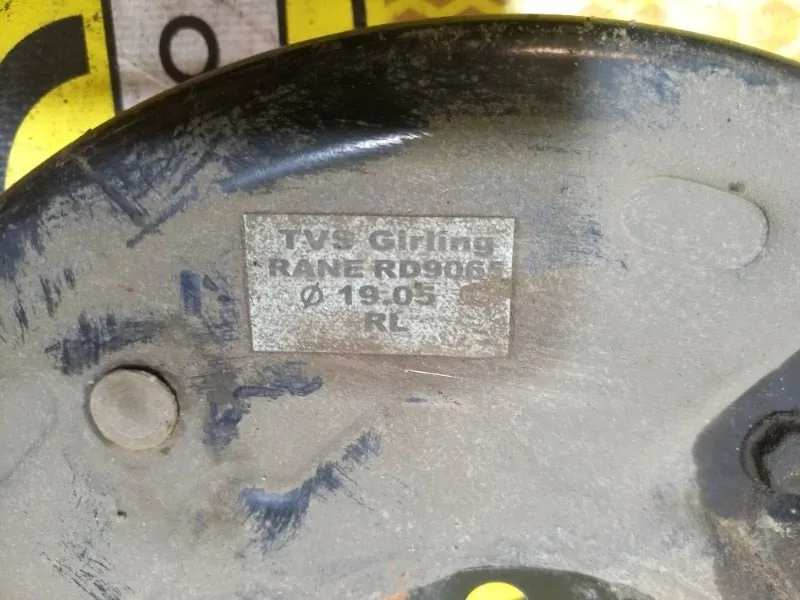 TVS Girling
RANE RD9065
Ø 19.05
RL